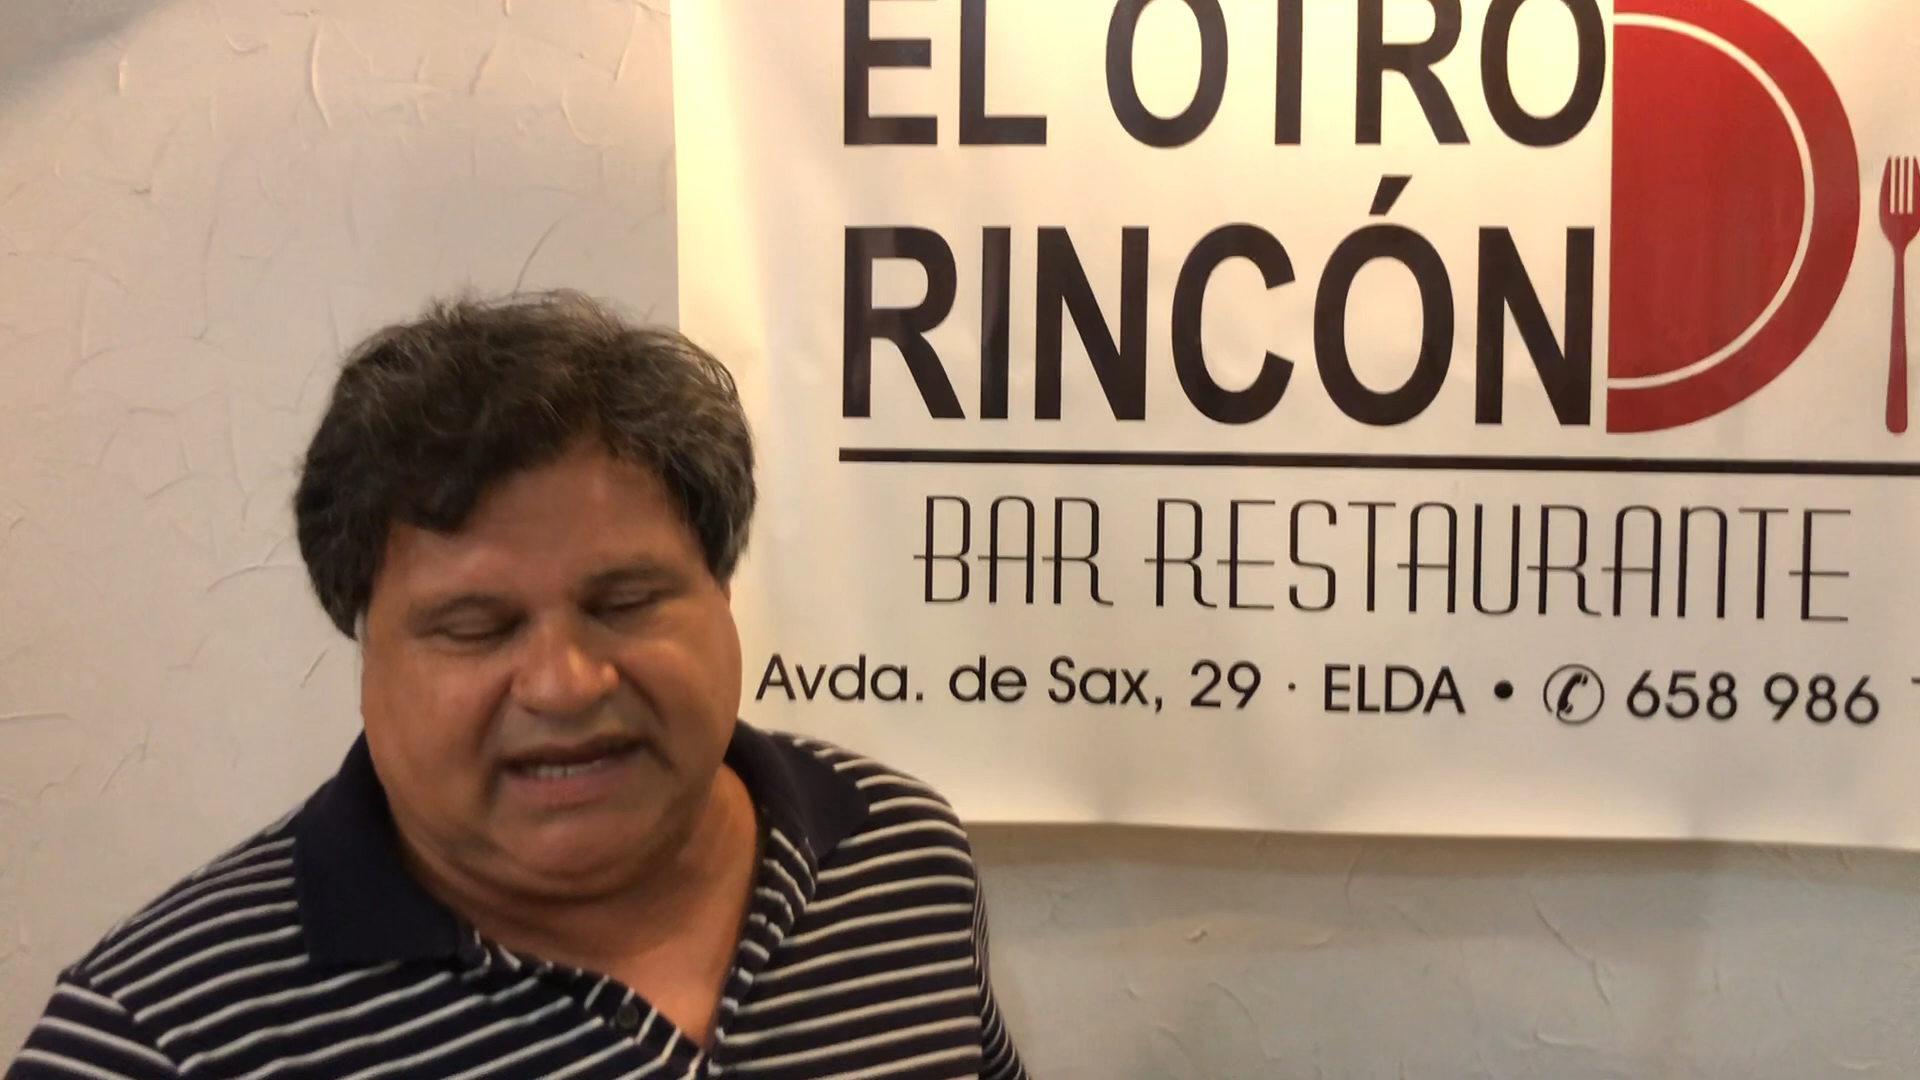 EL OTRO
RINCÓN
BAR RESTAURANTE
Avda. de Sax, 29 · ELDA • ✆ 658 986